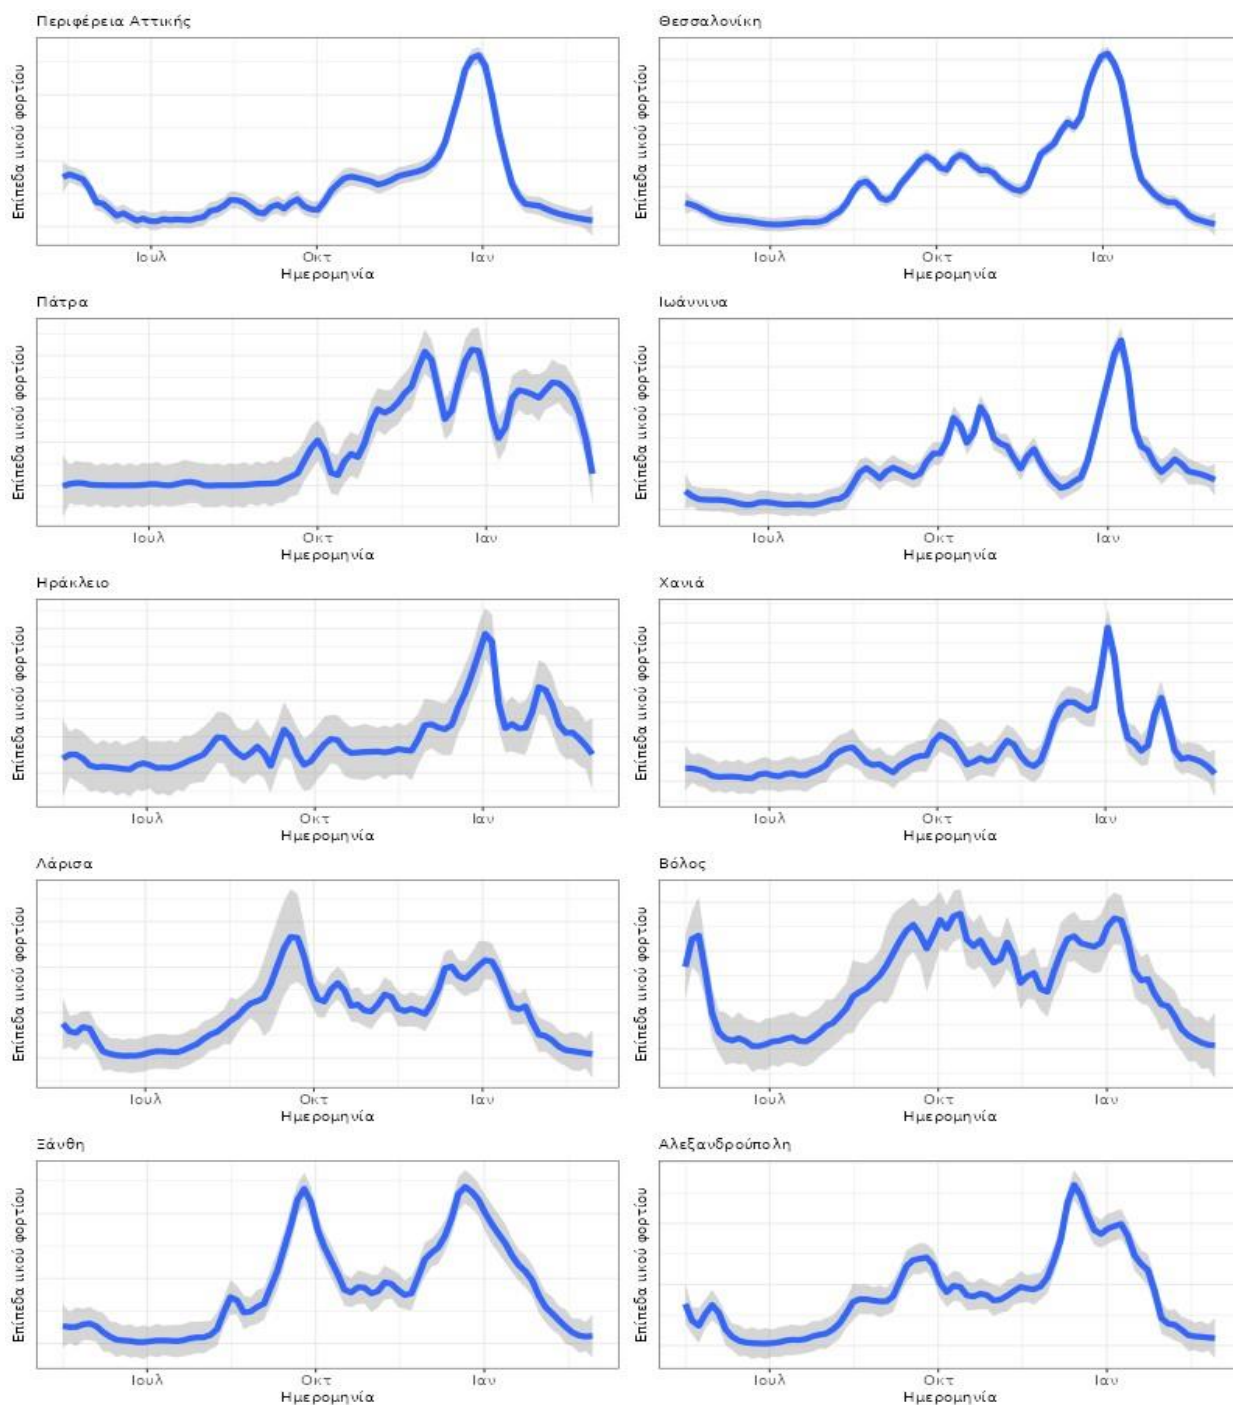 Περιφέρεια Αττικής
Επίπεδα ιικού φορτίου
Ιουλ Οκτ Ιαν
Ημερομηνία
Θεσσαλονίκη
Επίπεδα ιικού φορτίου
Ιουλ Οκτ Ιαν
Ημερομηνία
Πάτρα
Επίπεδα ιικού φορτίου
Ιουλ Οκτ Ιαν
Ημερομηνία
Ιωάννινα
Επίπεδα ιικού φορτίου
Ιουλ Οκτ Ιαν
Ημερομηνία
Ηράκλειο
Επίπεδα ιικού φορτίου
Ιουλ Οκτ Ιαν
Ημερομηνία
Χανιά
Επίπεδα ιικού φορτίου
Ιουλ Οκτ Ιαν
Ημερομηνία
Λάρισα
Επίπεδα ιικού φορτίου
Ιουλ Οκτ Ιαν
Ημερομηνία
Βόλος
Επίπεδα ιικού φορτίου
Ιουλ Οκτ Ιαν
Ημερομηνία
Ξάνθη
Επίπεδα ιικού φορτίου
Ιουλ Οκτ Ιαν
Ημερομηνία
Αλεξανδρούπολη
Επίπεδα ιικού φορτίου
Ιουλ Οκτ Ιαν
Ημερομηνία